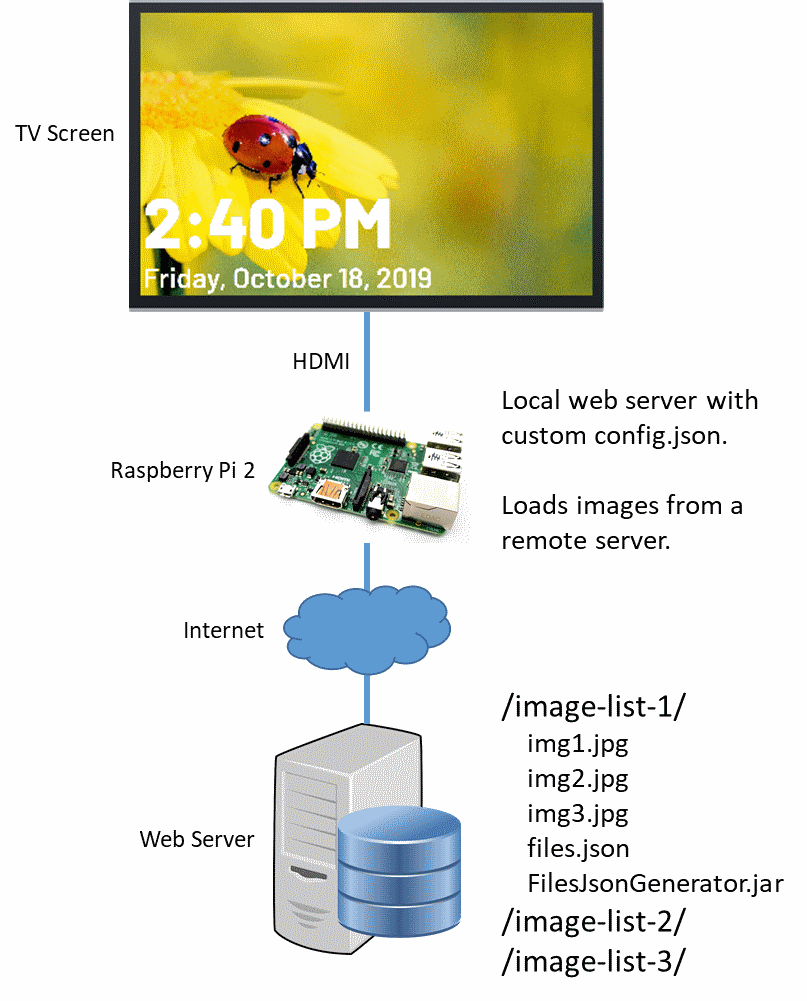 TV Screen
2:40 PM
Friday, October 18, 2019
HDMI
Local web server with
custom config.json.
Raspberry Pi 2
Loads images from a
remote server.
Internet
/image-list-1/
img1.jpg
img2.jpg
img3.jpg
Web Server
files.json
FilesJsonGenerator.jar
/image-list-2/
/image-list-3/